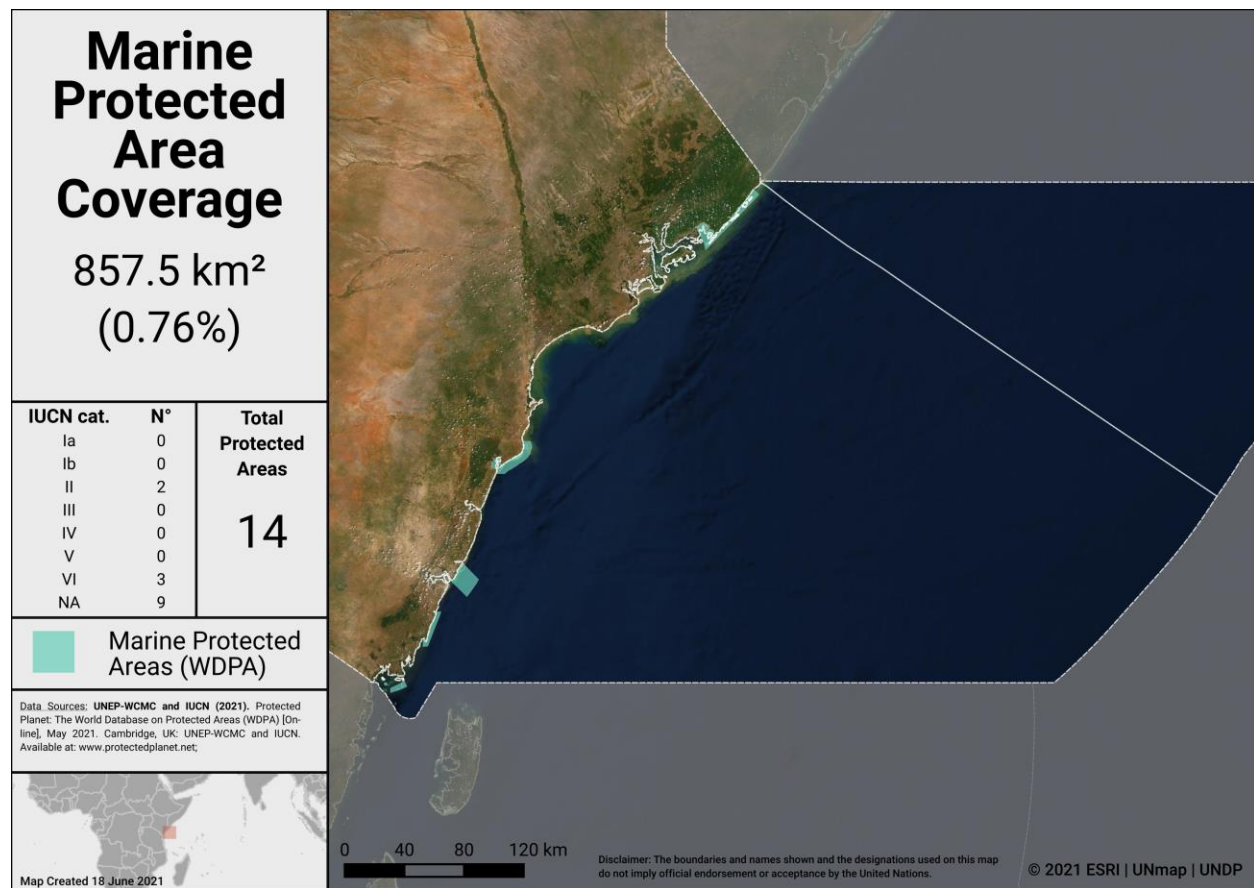 Marine
Protected
Area
Coverage
857.5 km²
(0.76%)
IUCN cat. N°
Ia 0
Ib 0
II 2
III 0
IV 0
V 0
VI 3
NA 9
Total
Protected
Areas
14
Marine Protected
Areas (WDPA)
Data Sources: UNEP-WCMC and IUCN (2021). Protected
Planet: The World Database on Protected Areas (WDPA) [On-
line], May 2021. Cambridge, UK: UNEP-WCMC and IUCN.
Available at: www.protectedplanet.net;
Map Created 18 June 2021
0 40 80 120 km
Disclaimer: The boundaries and names shown and the designations used on this map
do not imply official endorsement or acceptance by the United Nations.
© 2021 ESRI | UNmap | UNDP